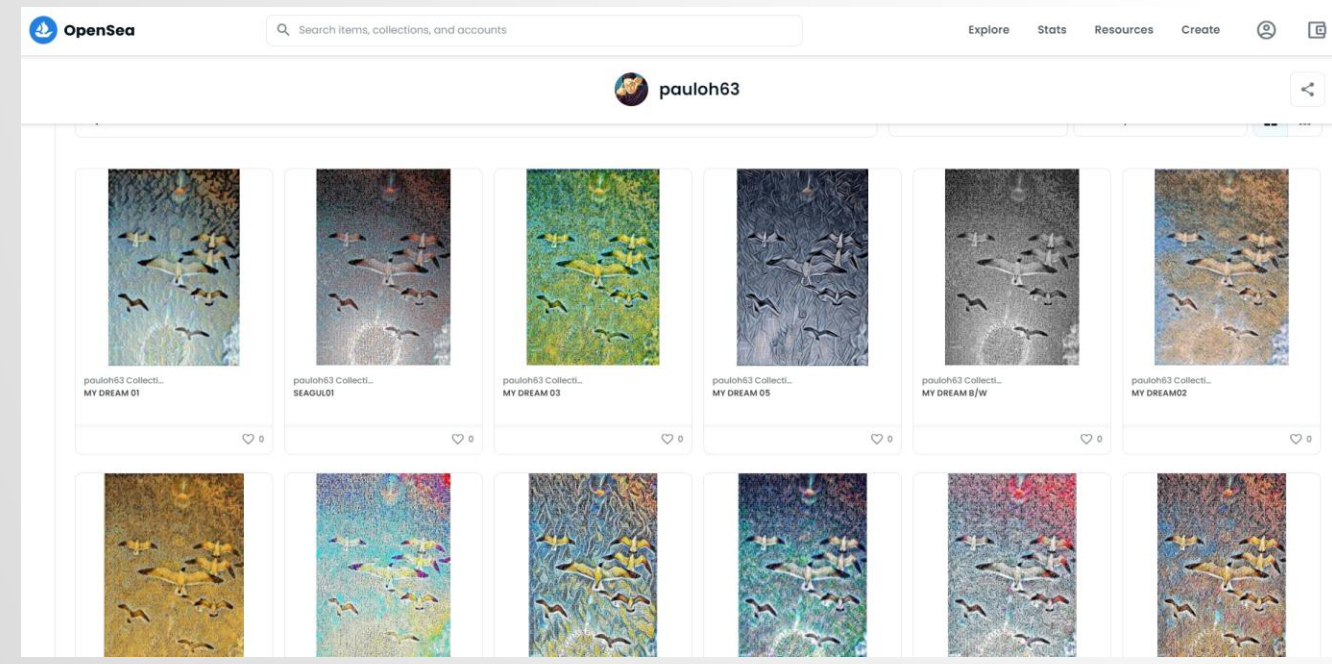 OpenSea
Search items, collections, and accounts
Explore Stats Resources Create
pauloh63
pauloh63 Collecti...
MY DREAM 01
0
pauloh63 Collecti...
SEAGUL01
0
pauloh63 Collecti...
MY DREAM 03
0
pauloh63 Collecti...
MY DREAM 05
0
pauloh63 Collecti...
MY DREAM B/W
0
pauloh63 Collecti...
MY DREAM02
0